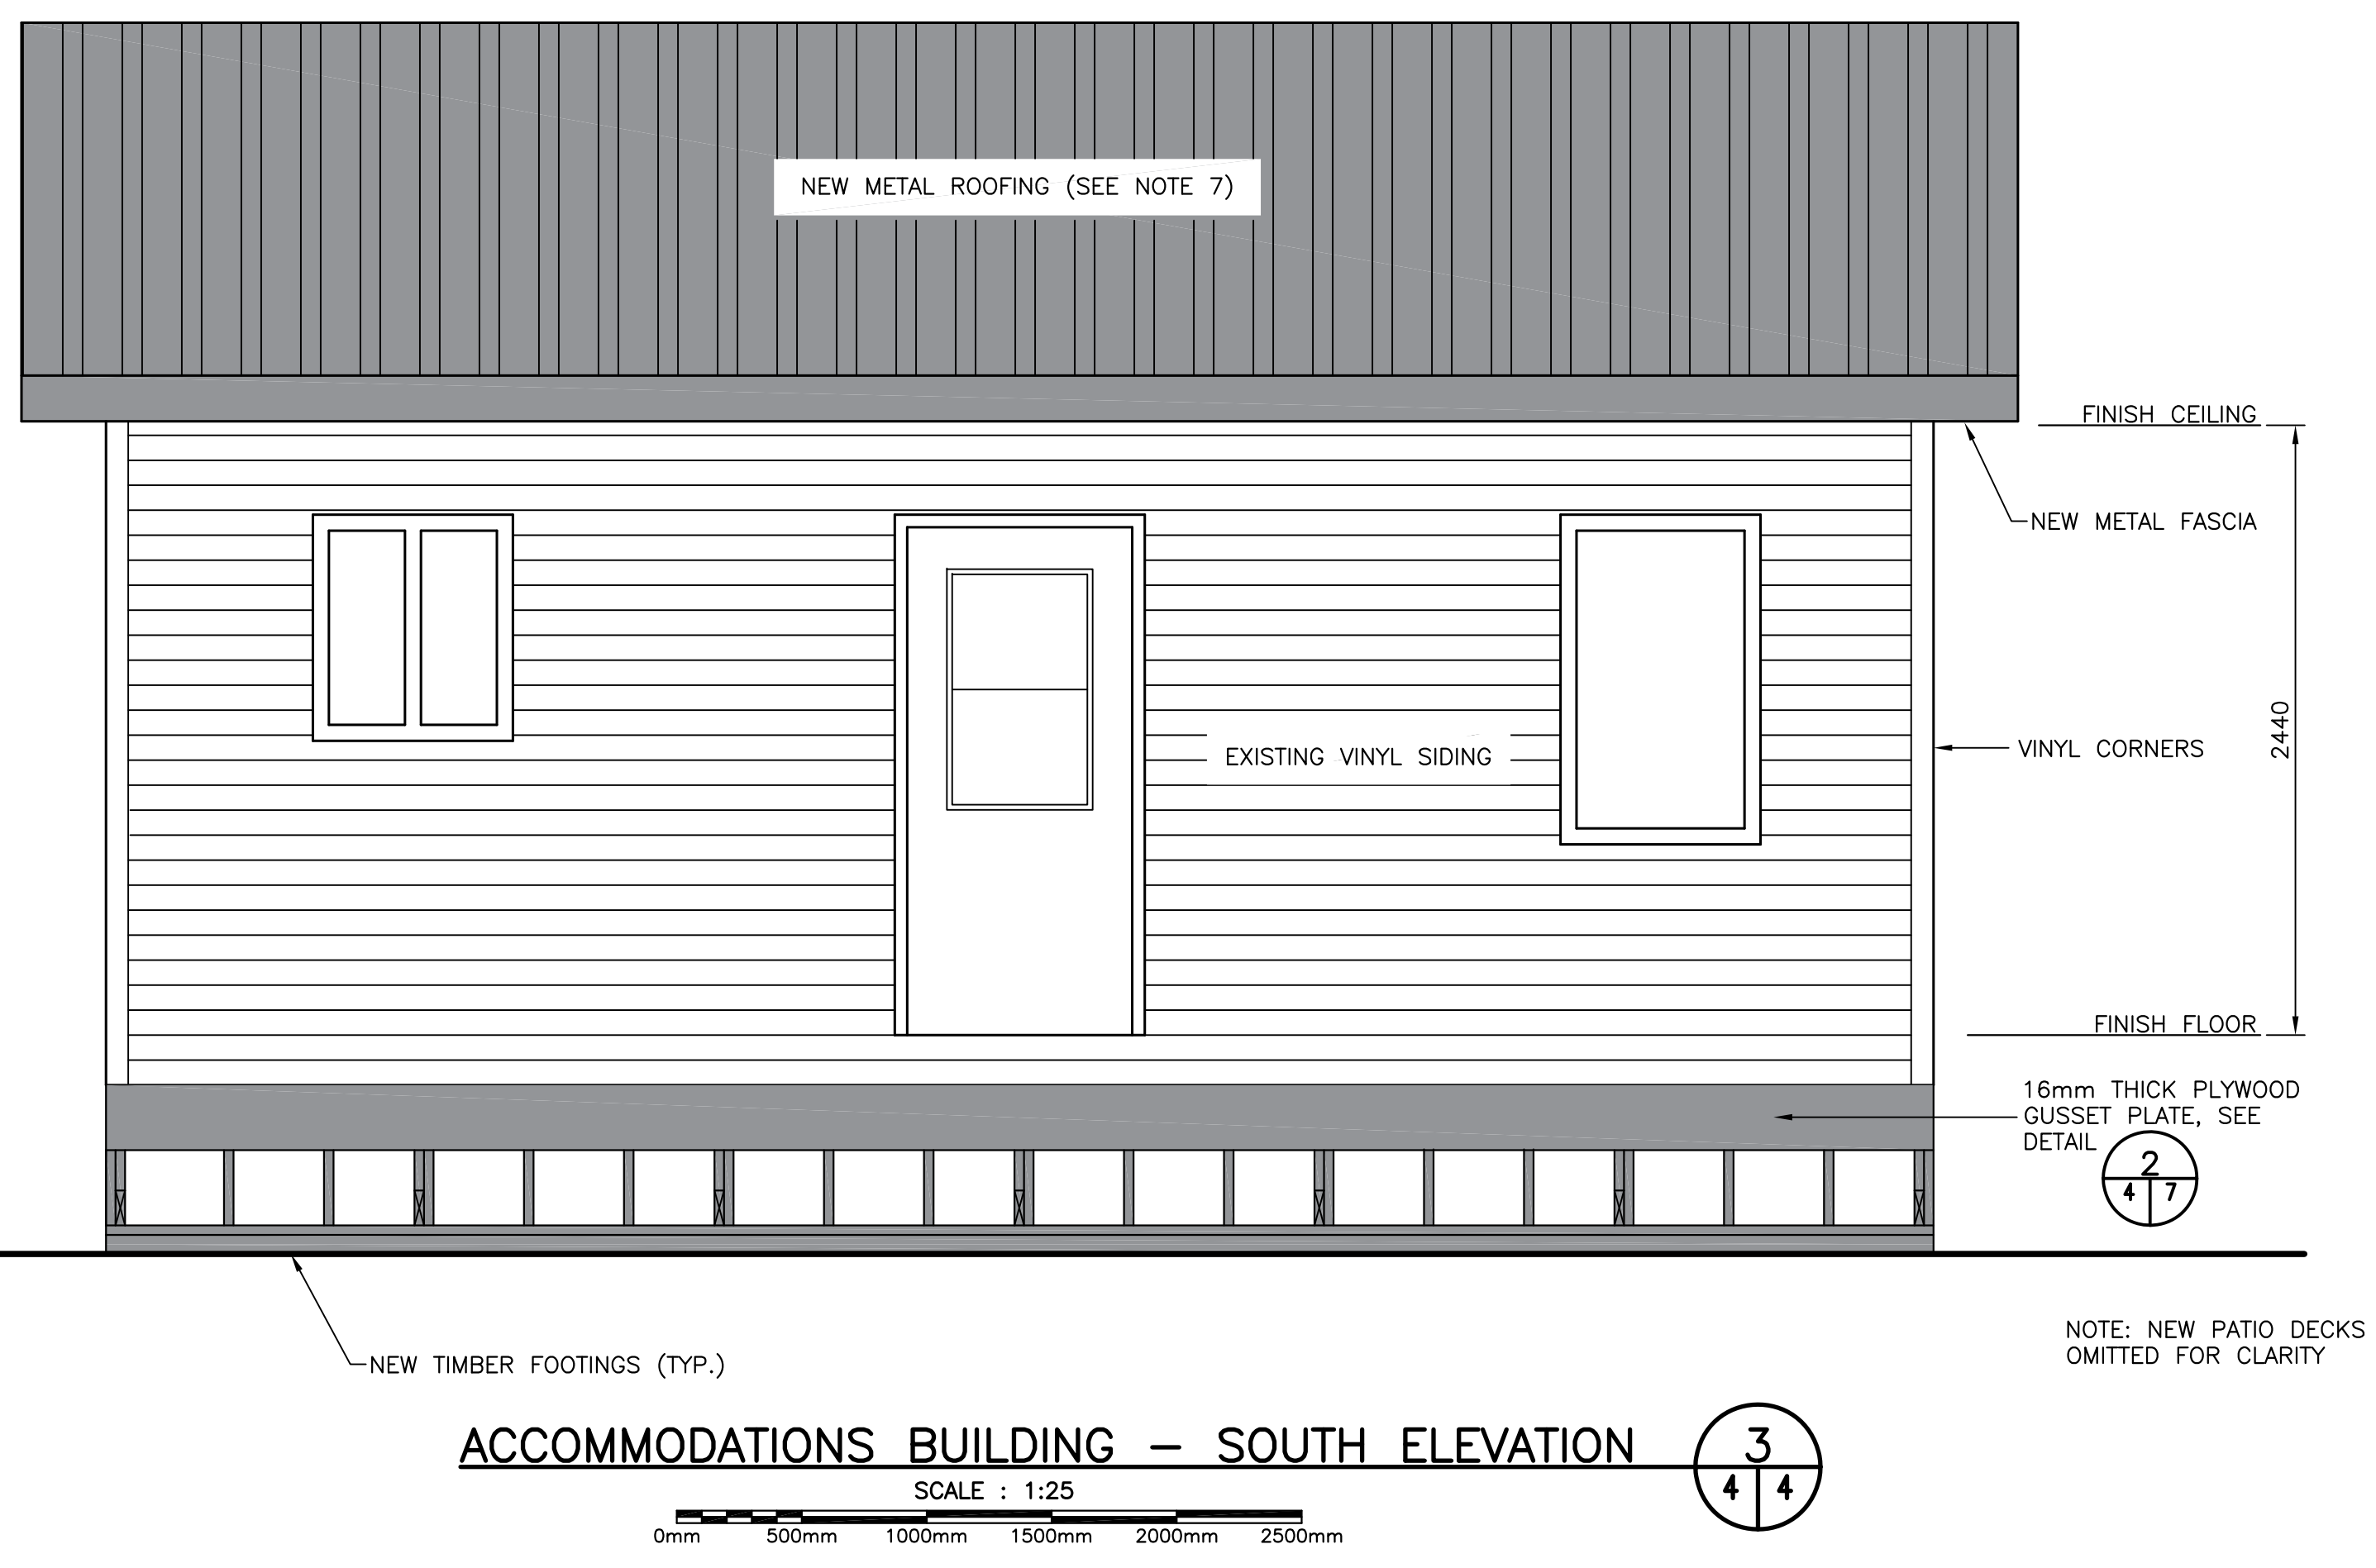 NEW METAL ROOFING (SEE NOTE 7)
FINISH CEILING
NEW METAL FASCIA
2440
EXISTING VINYL SIDING
VINYL CORNERS
FINISH FLOOR
16mm THICK PLYWOOD
GUSSET PLATE, SEE
DETAIL
2
4 7
NEW TIMBER FOOTINGS (TYP.)
NOTE: NEW PATIO DECKS
OMITTED FOR CLARITY
ACCOMMODATIONS BUILDING - SOUTH ELEVATION
3
4 4
SCALE : 1:25
0mm 500mm 1000mm 1500mm 2000mm 2500mm